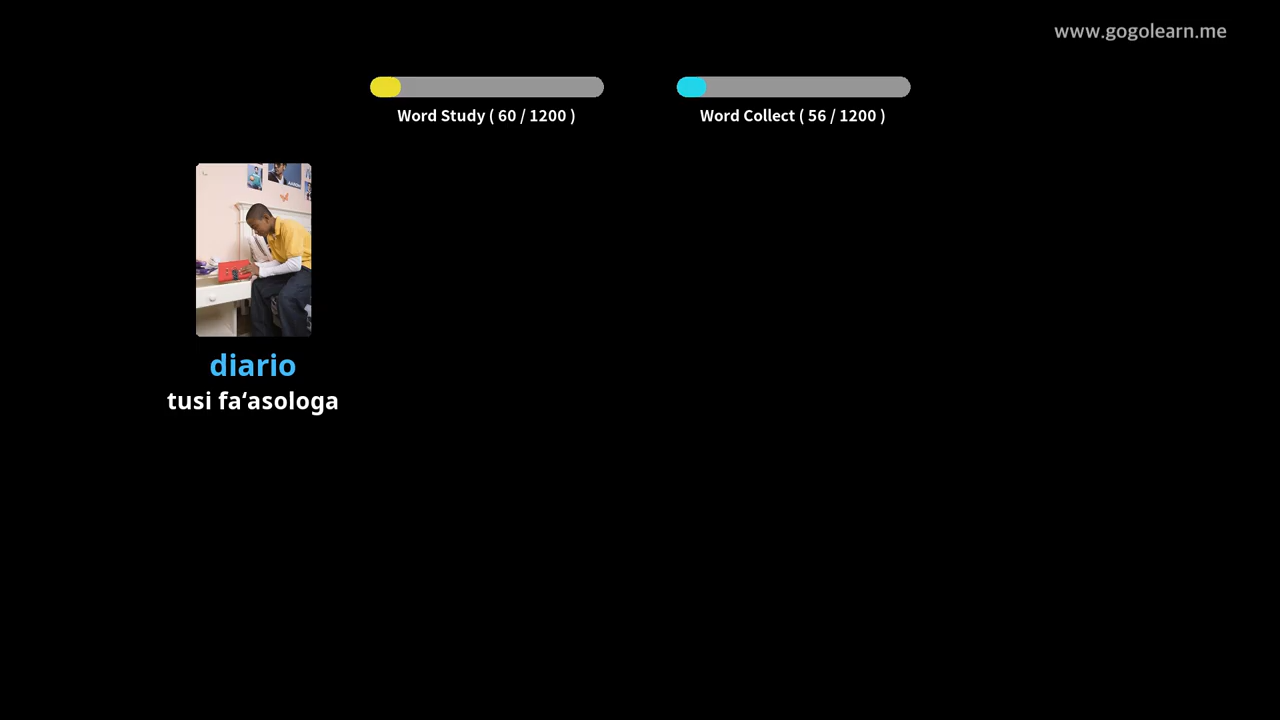 www.gogolearn.me
Word Study ( 60 / 1200 )
Word Collect ( 56 / 1200 )
diario
tusi fa‘asologa